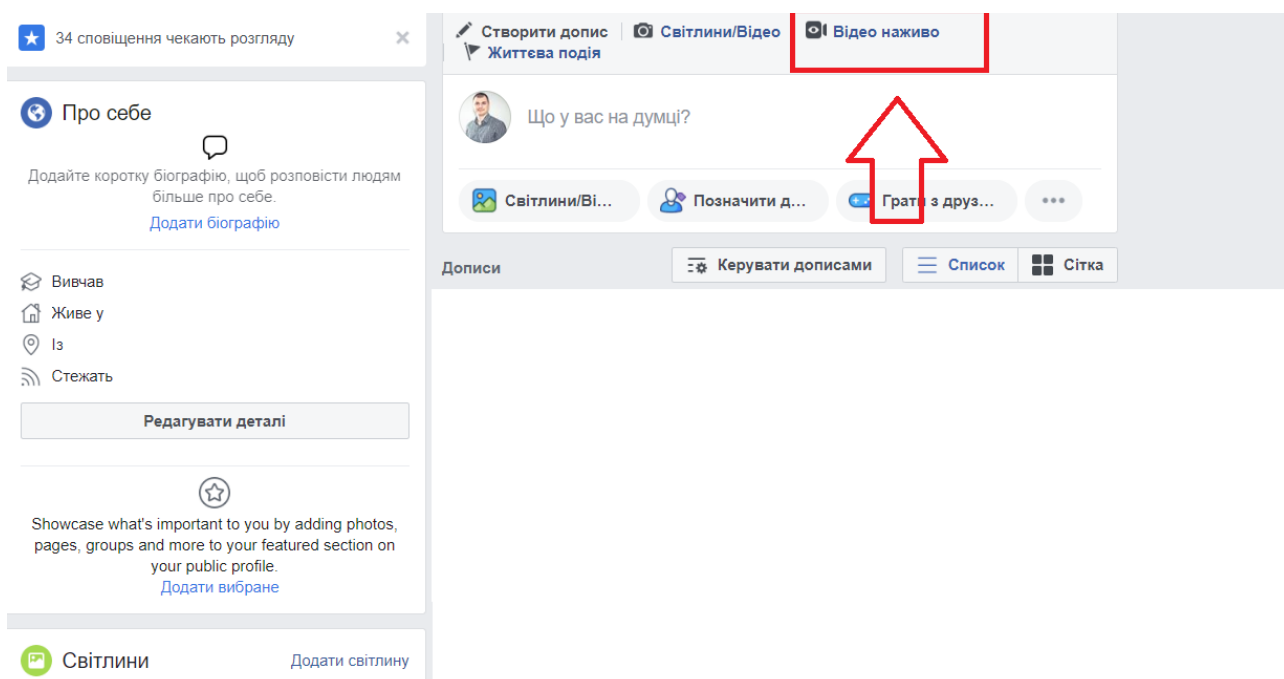 34 сповіщення чекають розгляду
Про себе
Додайте коротку біографію, щоб розповісти людям
більше про себе.
Додати біографію
Вивчав
Живе у
Із
Стежать
Редагувати деталі
Showcase what's important to you by adding photos,
pages, groups and more to your featured section on
your public profile.
Додати вибране
Світлини
Додати світлину
Створити допис
Світлини/Відео
Відео наживо
Життєва подія
Що у вас на думці?
Світлини/Ві...
Позначити д...
Грати з друз...
Дописи
Керувати дописами
Список
Сітка